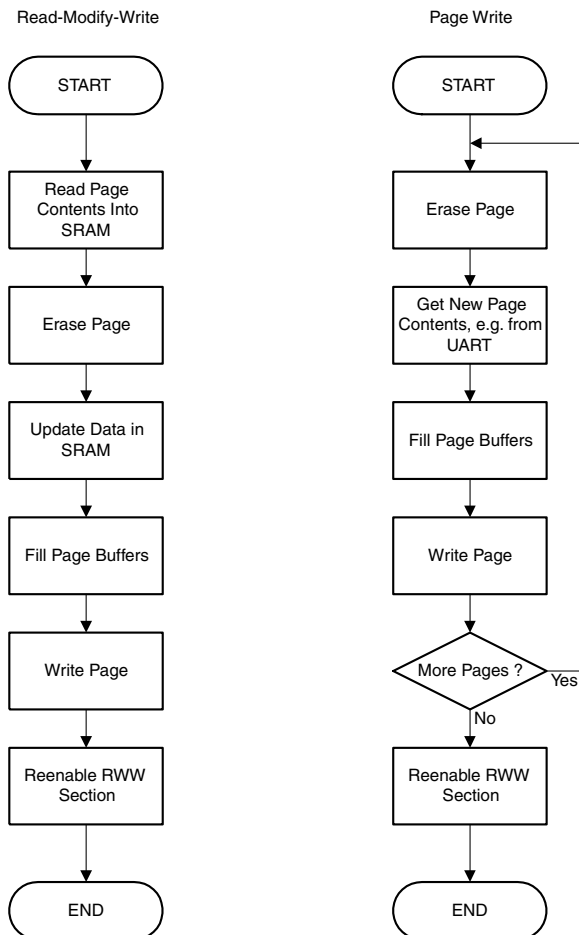 Read-Modify-Write
START
Read Page
Contents Into
SRAM
Erase Page
Update Data in
SRAM
Fill Page Buffers
Write Page
Reenable RWW
Section
END
Page Write
START
Erase Page
Get New Page
Contents, e.g. from
UART
Fill Page Buffers
Write Page
More Pages ?
Yes
No
Reenable RWW
Section
END